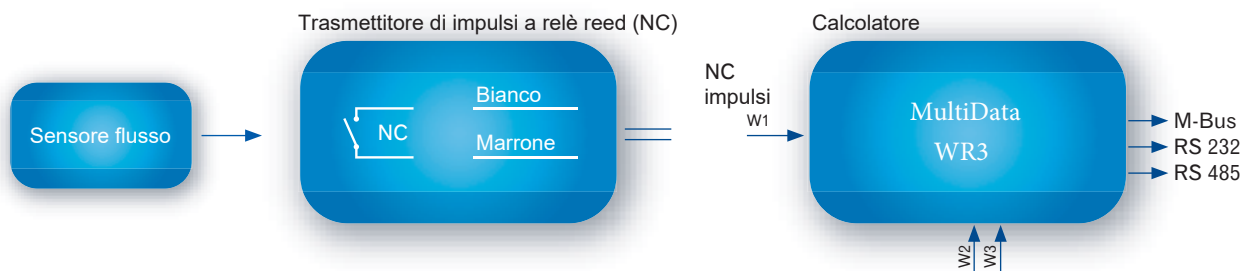 Trasmettitore di impulsi a relè reed (NC)
Calcolatore
Sensore flusso
NC
Bianco
Marrone
NC
impulsi
W1
MultiData
WR3
M-Bus
RS 232
RS 485
W2
W3